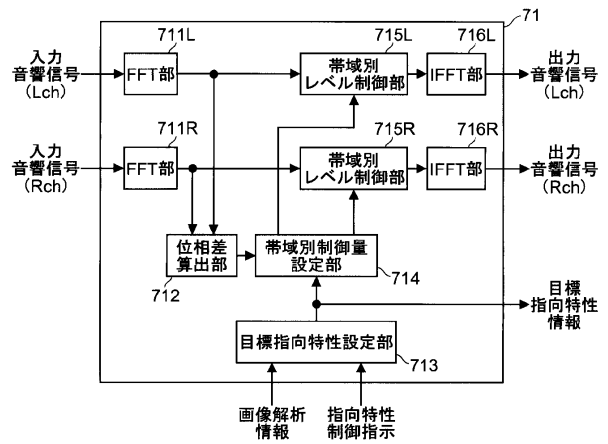 71
711L
715L
716L
入力
音響信号
(Lch)
FFT部
帯域別
レベル制御部
IFFT部
出力
音響信号
(Lch)
711R
715R
716R
入力
音響信号
(Rch)
FFT部
帯域別
レベル制御部
IFFT部
出力
音響信号
(Rch)
位相差
算出部
帯域別制御量
設定部
712
714
目標
指向特性
情報
目標指向特性設定部
713
画像解析
情報
指向特性
制御指示